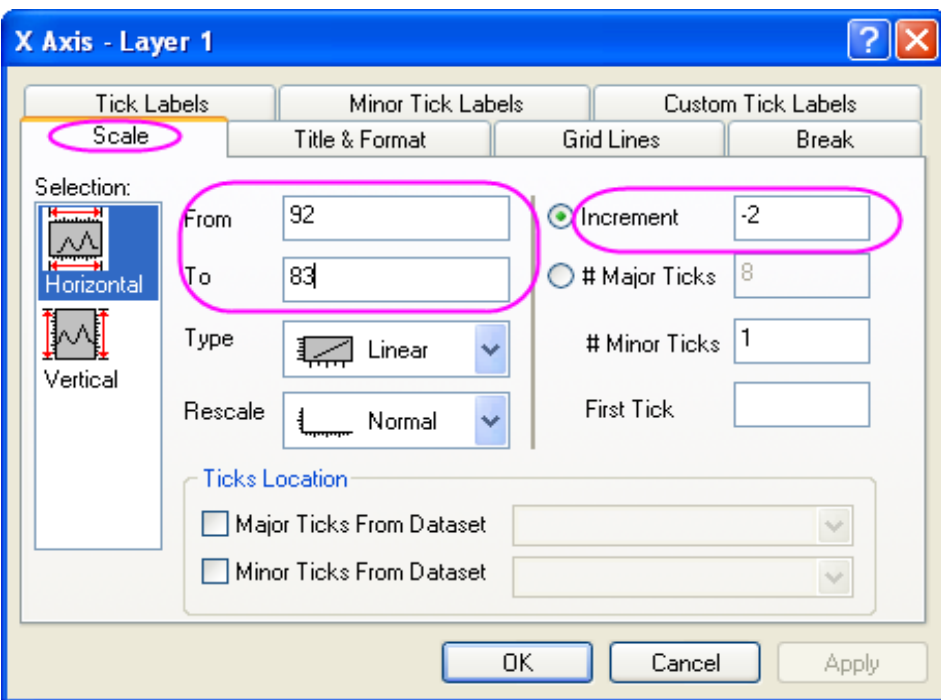 X Axis - Layer 1
Tick Labels
Minor Tick Labels
Custom Tick Labels
Scale
Title & Format
Grid Lines
Break
Selection:
Horizontal
Vertical
From 92
To 83
Type Linear
Rescale Normal
Increment -2
# Major Ticks 8
# Minor Ticks 1
First Tick
Ticks Location
Major Ticks From Dataset
Minor Ticks From Dataset
OK
Cancel
Apply